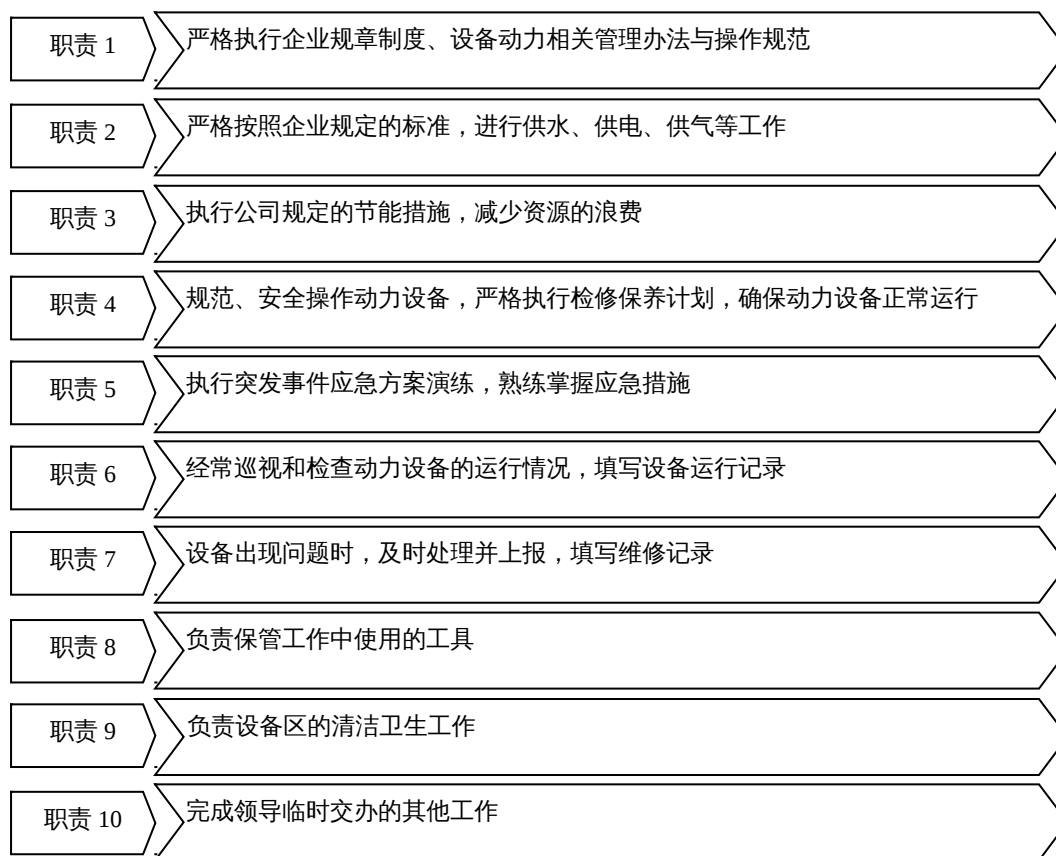 职责 1
严格执行企业规章制度、设备动力相关管理办法与操作规范
职责 2
严格按照企业规定的标准，进行供水、供电、供气等工作
职责 3
执行公司规定的节能措施，减少资源的浪费
职责 4
规范、安全操作动力设备，严格执行检修保养计划，确保动力设备正常运行
职责 5
执行突发事件应急方案演练，熟练掌握应急措施
职责 6
经常巡视和检查动力设备的运行情况，填写设备运行记录
职责 7
设备出现问题时，及时处理并上报，填写维修记录
职责 8
负责保管工作中使用的工具
职责 9
负责设备区的清洁卫生工作
职责 10
完成领导临时交办的其他工作